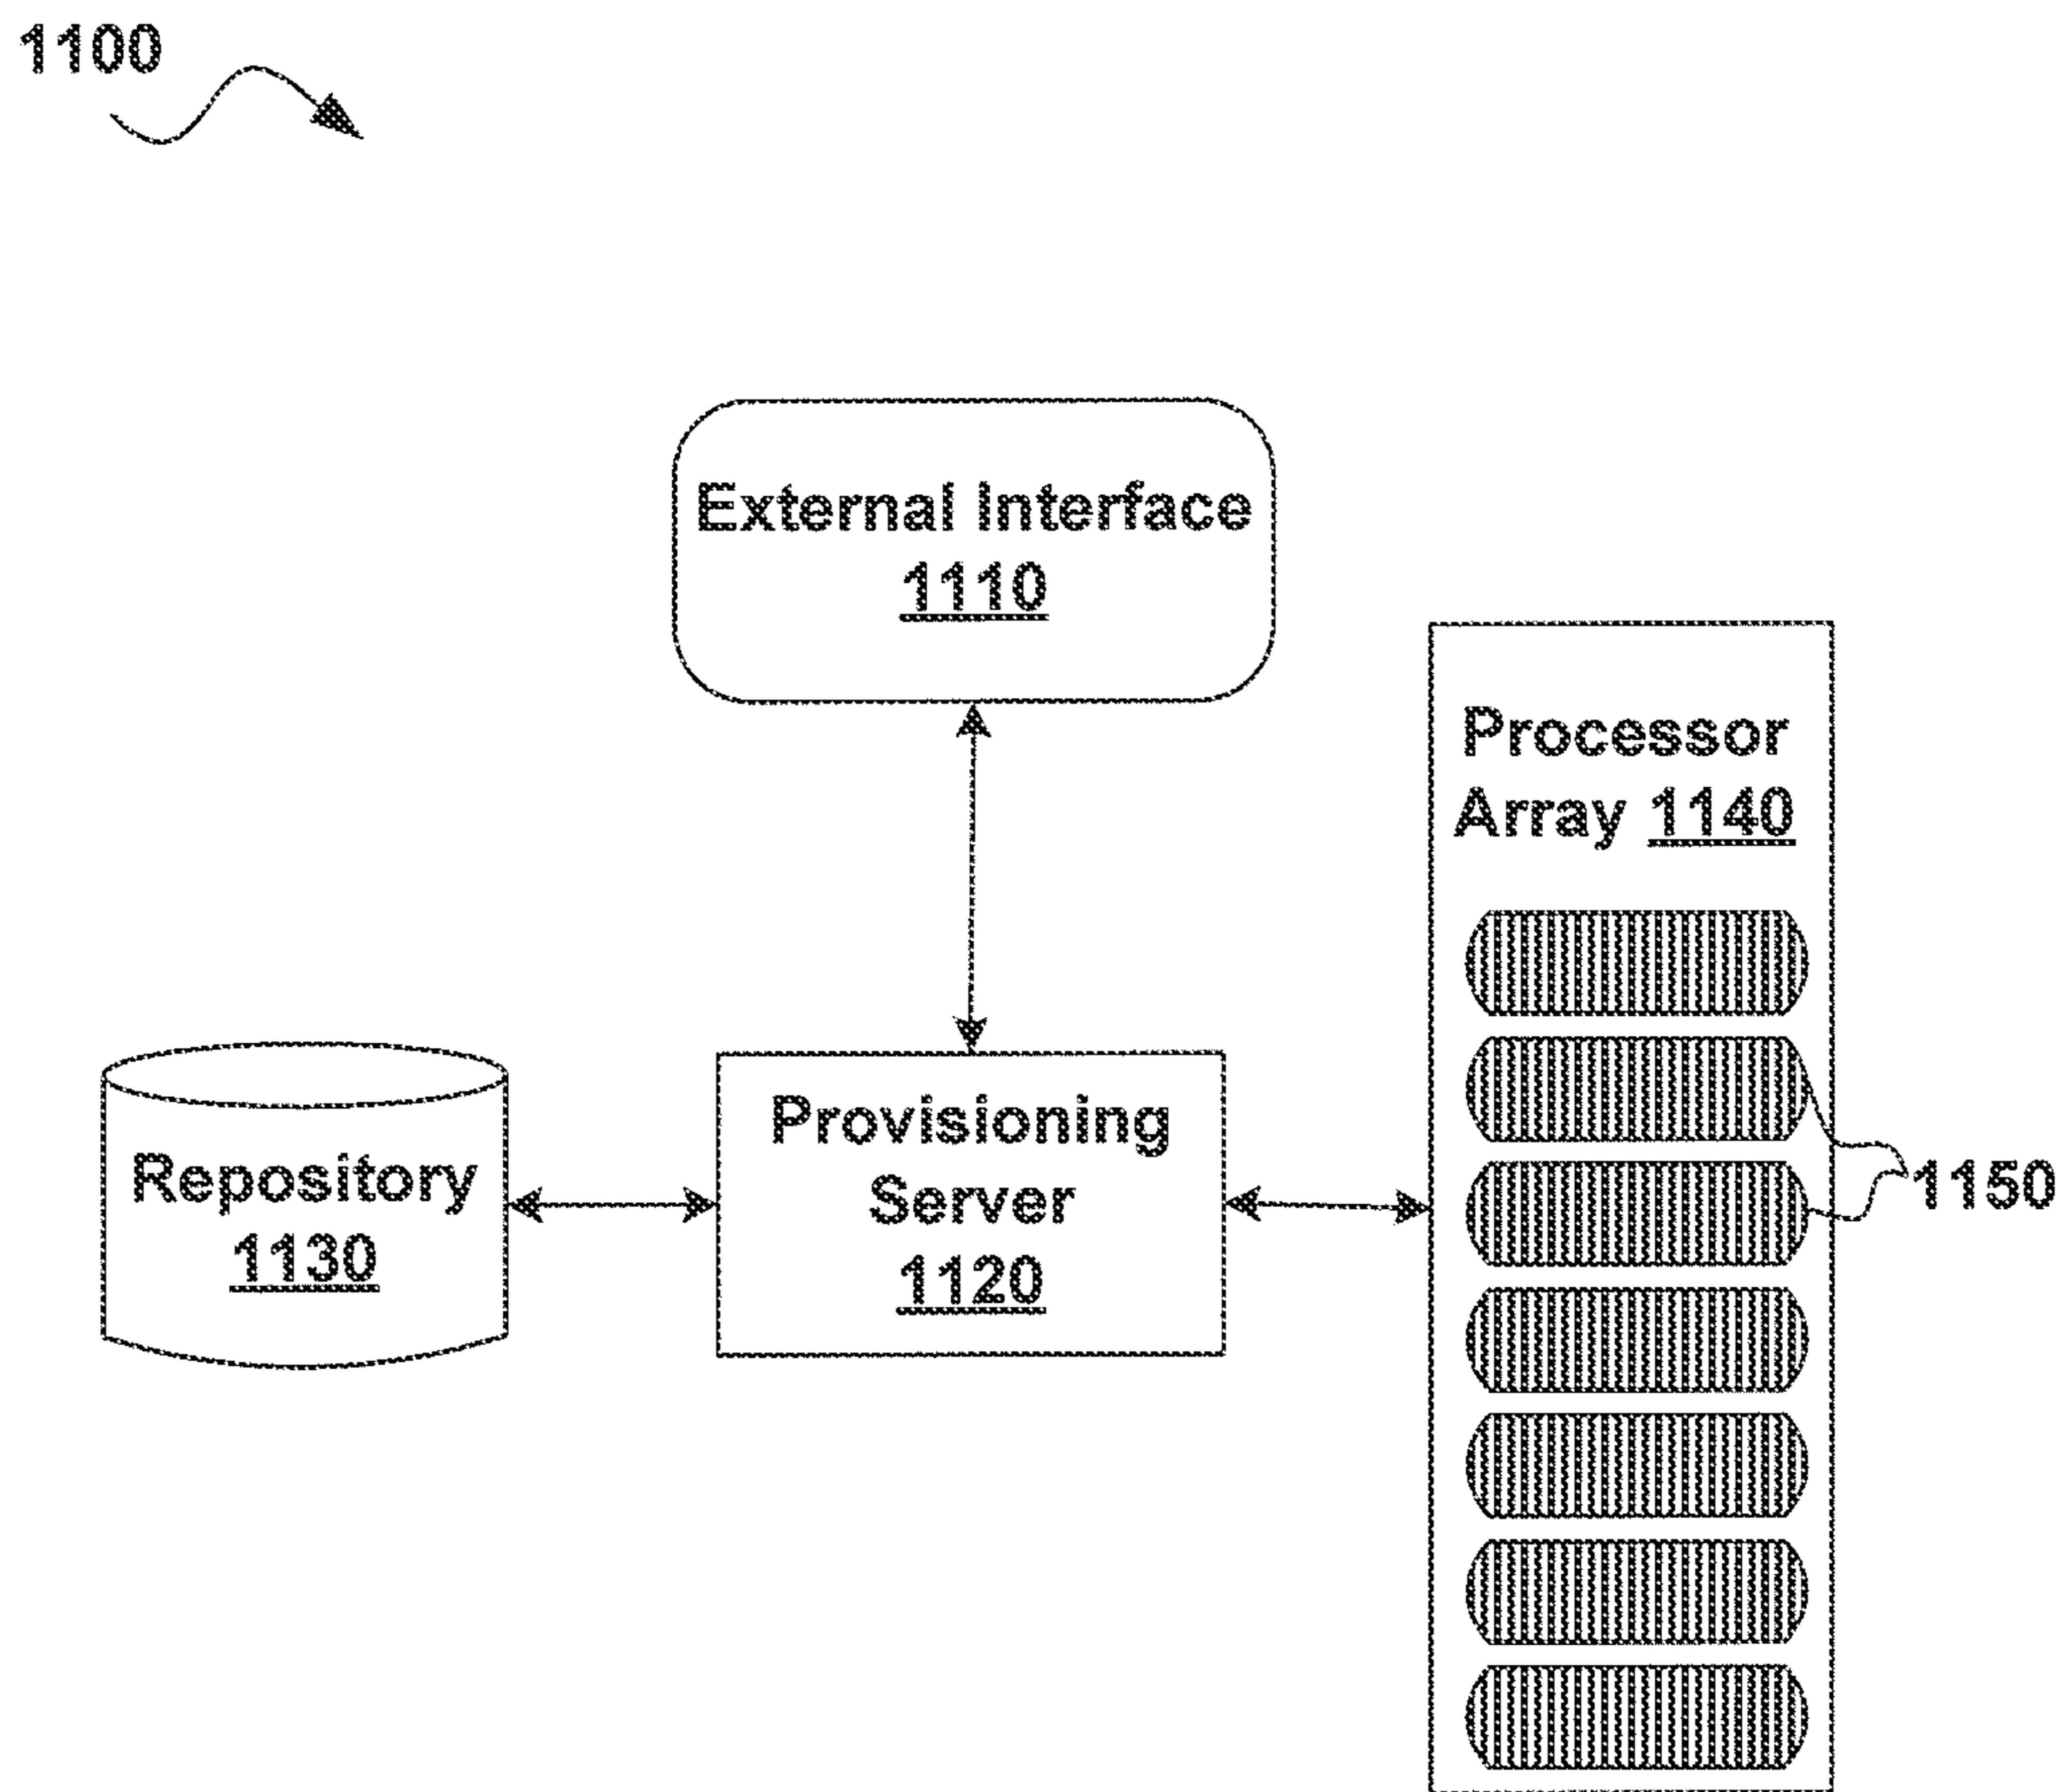 1100
External Interface
1110
Processor
Array 1140
Provisioning
Server
1120
Repository
1130
1150